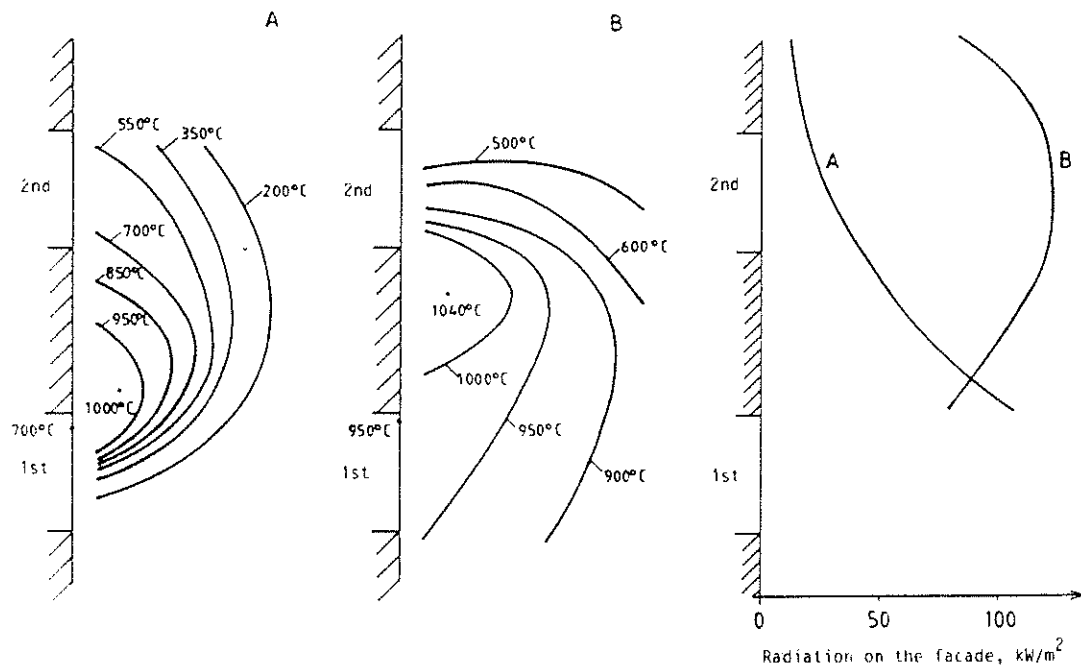 A
550°C
350°C
2nd
200°C
700°C
850°C
950°C
1000°C
700°C
1st
B
500°C
2nd
600°C
1040°C
1000°C
950°C
950°C
1st
900°C
A
B
2nd
1st
0 50 100
Radiation on the facade, kW/m²